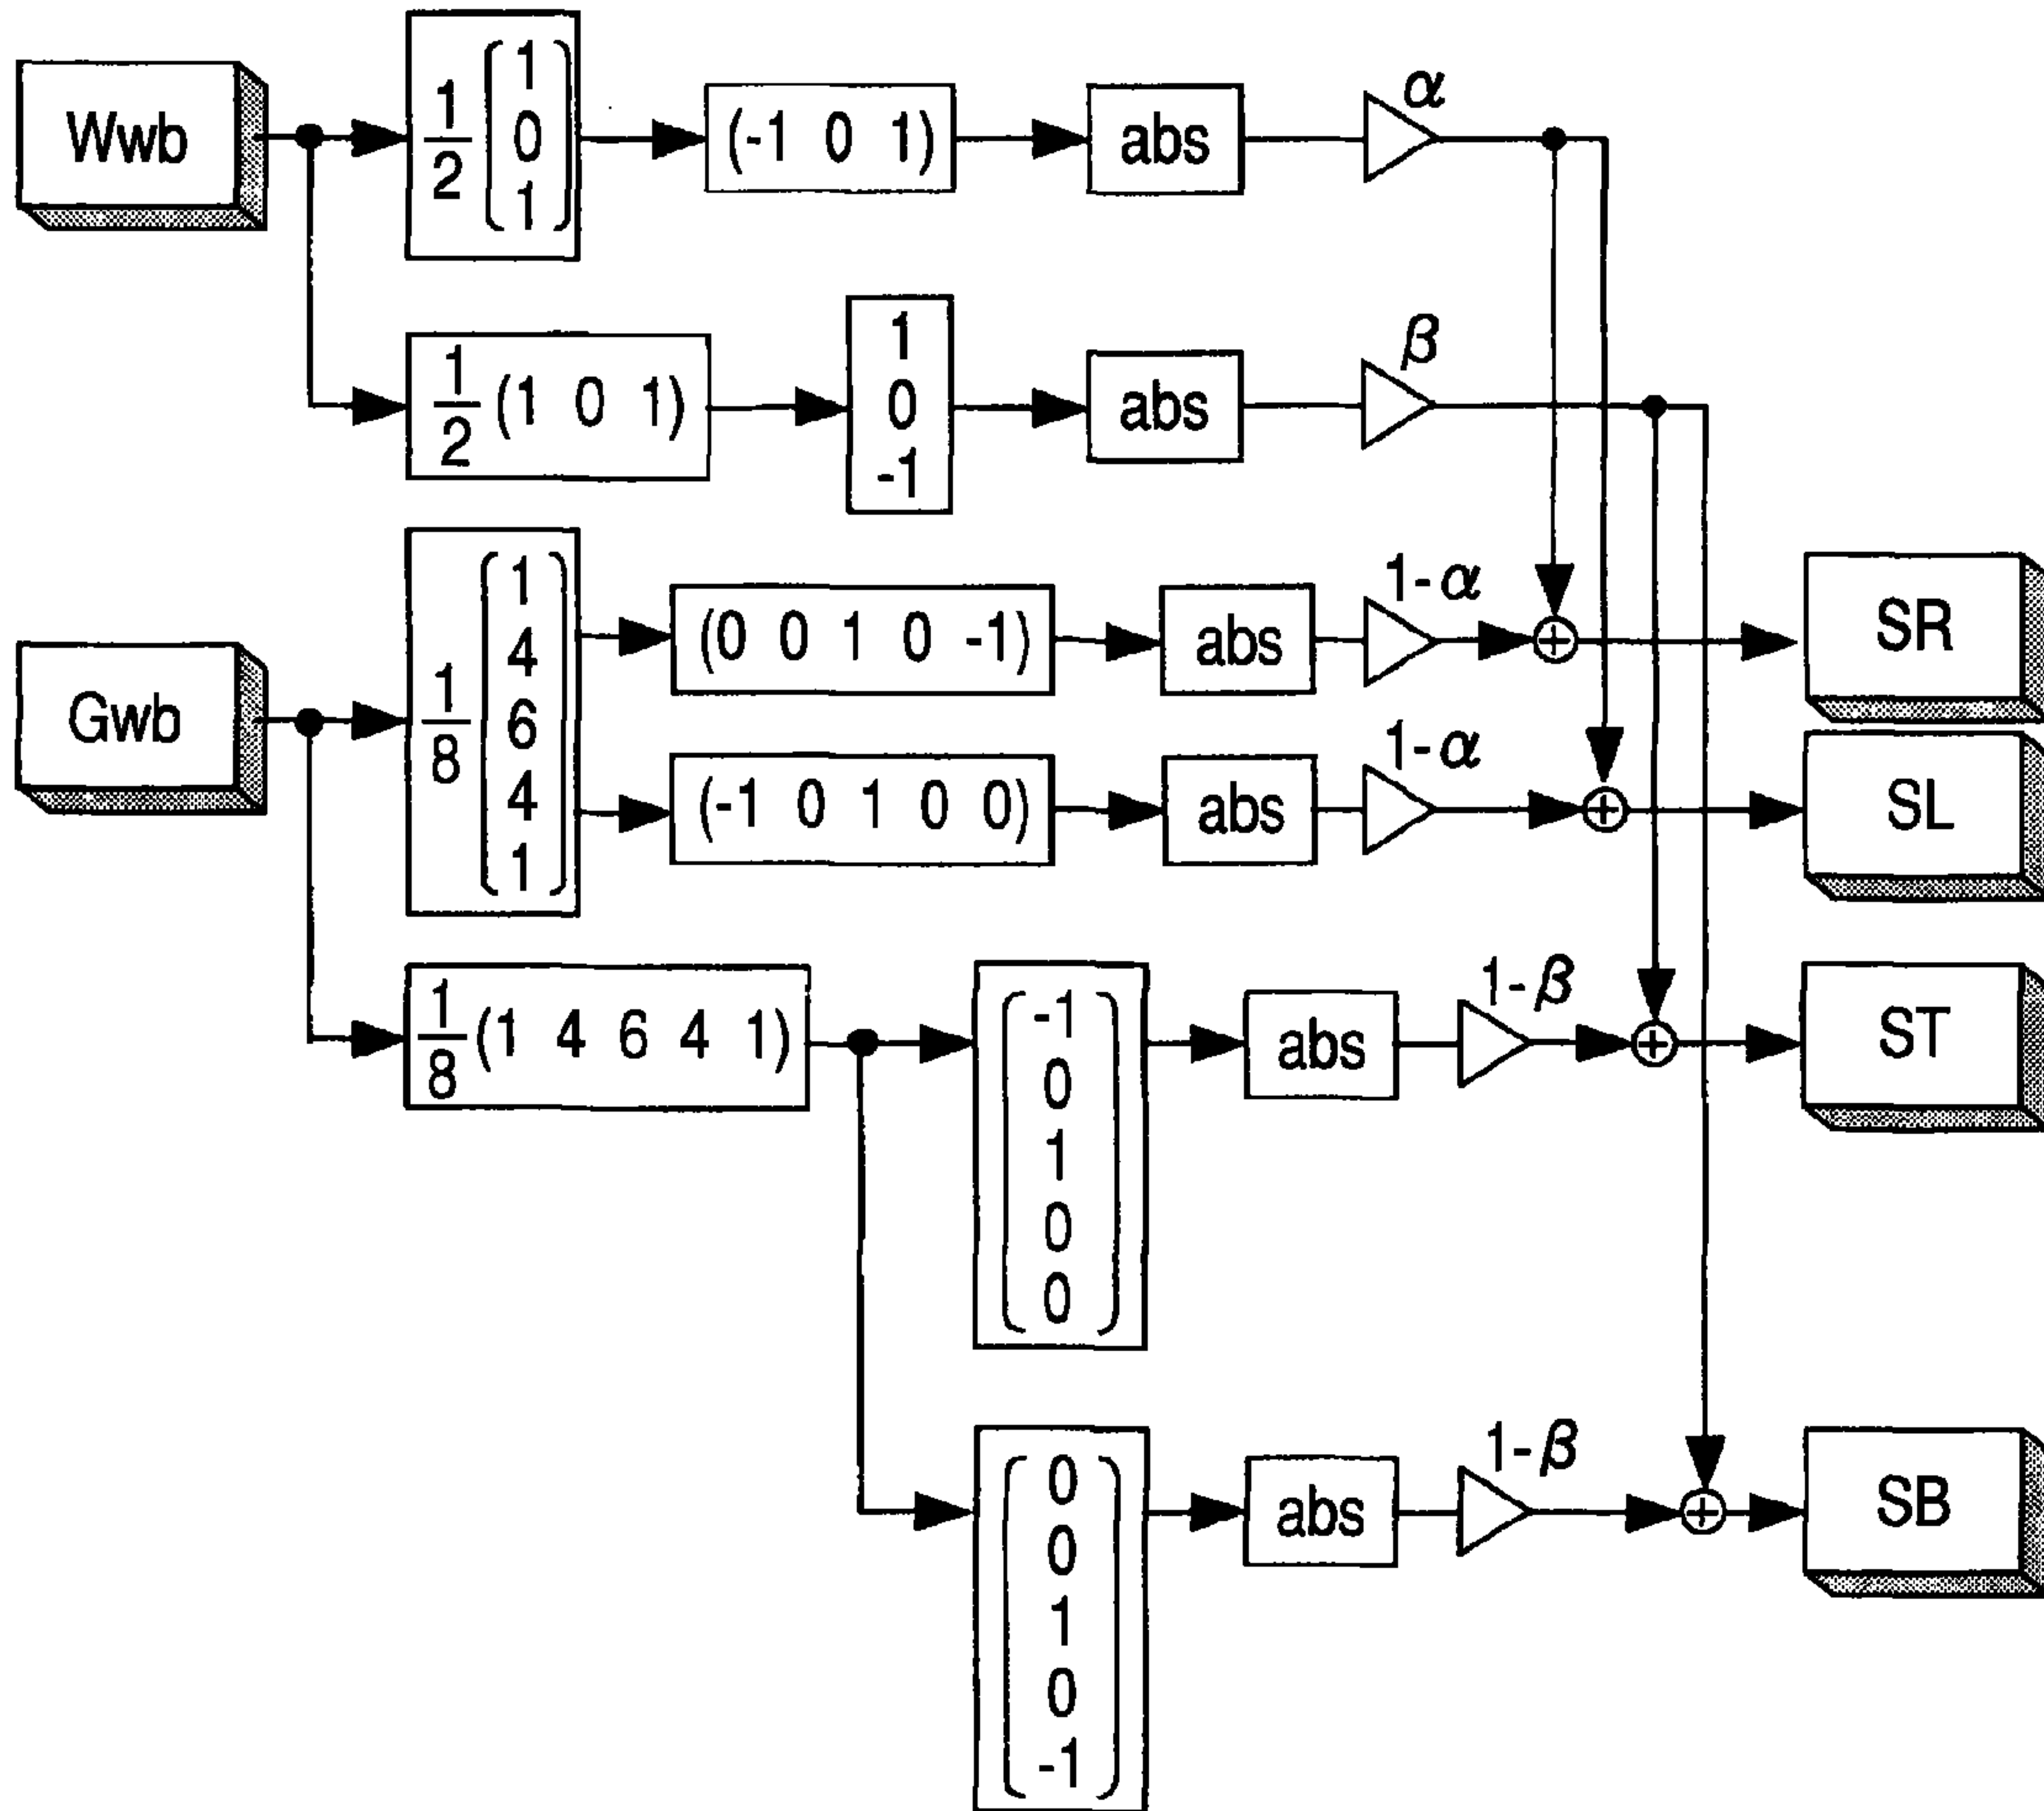 Wwb
1/2 (1 0 1)
(-1 0 1)
abs
α
1/2 (1 0 1)
1
0
-1
abs
β
Gwb
1/8 (1 4 6 4 1)
(0 0 1 0 -1)
abs
1-α
SR
(-1 0 1 0 0)
abs
1-α
SL
1/8 (1 4 6 4 1)
(-1 0 1 0 0)
abs
1-β
ST
(0 0 1 0 -1)
abs
1-β
SB